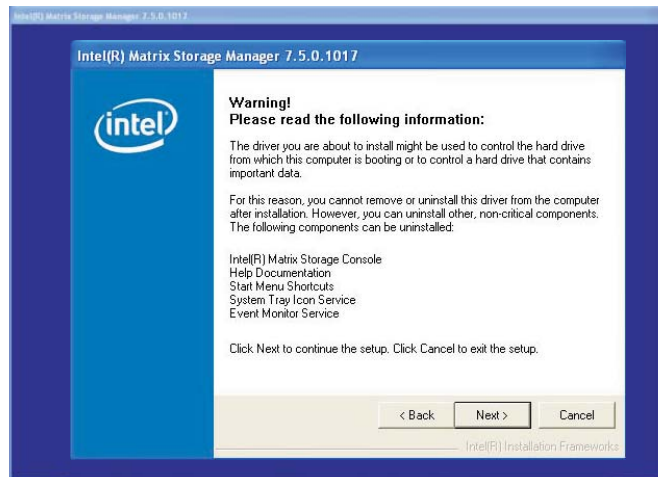 Intel(R) Matrix Storage Manager 7.5.0.1017
Intel(R) Matrix Storage Manager 7.5.0.1017
intel
Warning!
Please read the following information:
The driver you are about to install might be used to control the hard drive
from which this computer is booting or to control a hard drive that contains
important data.
For this reason, you cannot remove or uninstall this driver from the computer
after installation. However, you can uninstall other, non-critical components.
The following components can be uninstalled:
Intel(R) Matrix Storage Console
Help Documentation
Start Menu Shortcuts
System Tray Icon Service
Event Monitor Service
Click Next to continue the setup. Click Cancel to exit the setup.
< Back Next > Cancel
Intel(R) Installation Frameworks